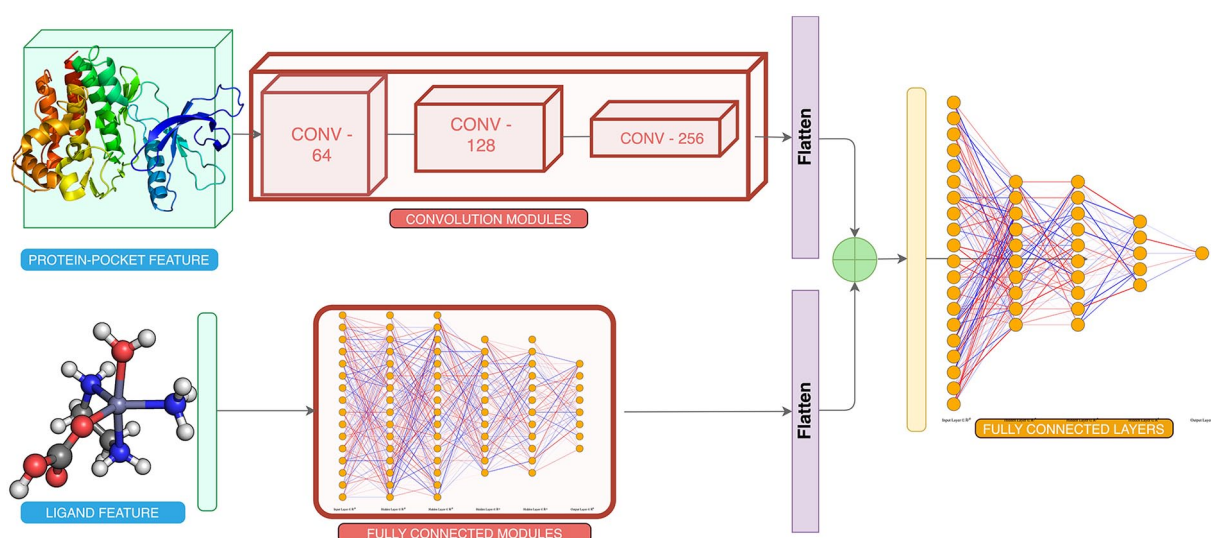 CONV -
64
CONV -
128
CONV - 256
CONVOLUTION MODULES
PROTEIN-POCKET FEATURE
Flatten
Flatten
LIGAND FEATURE
FULLY CONNECTED MODULES
FULLY CONNECTED LAYERS